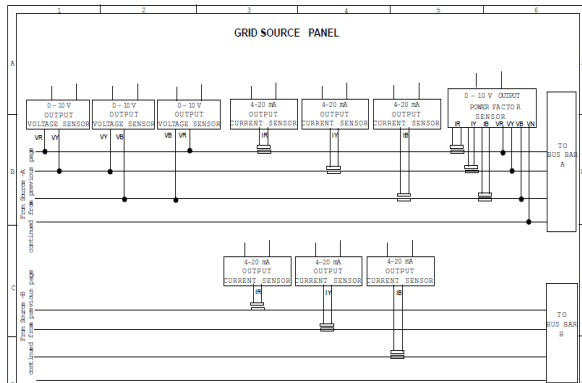 1 2 3 4 5 6
GRID SOURCE PANEL
A
0-10 V
OUTPUT
VOLTAGE SENSOR
0-10 V
OUTPUT
VOLTAGE SENSOR
0-10 V
OUTPUT
VOLTAGE SENSOR
4-20 mA
OUTPUT
CURRENT SENSOR
4-20 mA
OUTPUT
CURRENT SENSOR
4-20 mA
OUTPUT
CURRENT SENSOR
0-10 V OUTPUT
POWER FACTOR
SENSOR
VR VY
VY VB
VB VR
IR
IY
IB
IR IY IB VR VY VB VN
B
From Source -A
continued from previous page
TO
BUS BAR
A
C
4-20 mA
OUTPUT
CURRENT SENSOR
4-20 mA
OUTPUT
CURRENT SENSOR
4-20 mA
OUTPUT
CURRENT SENSOR
IR
IY
IB
From Source -B
continued from previous page
TO
BUS BAR
B